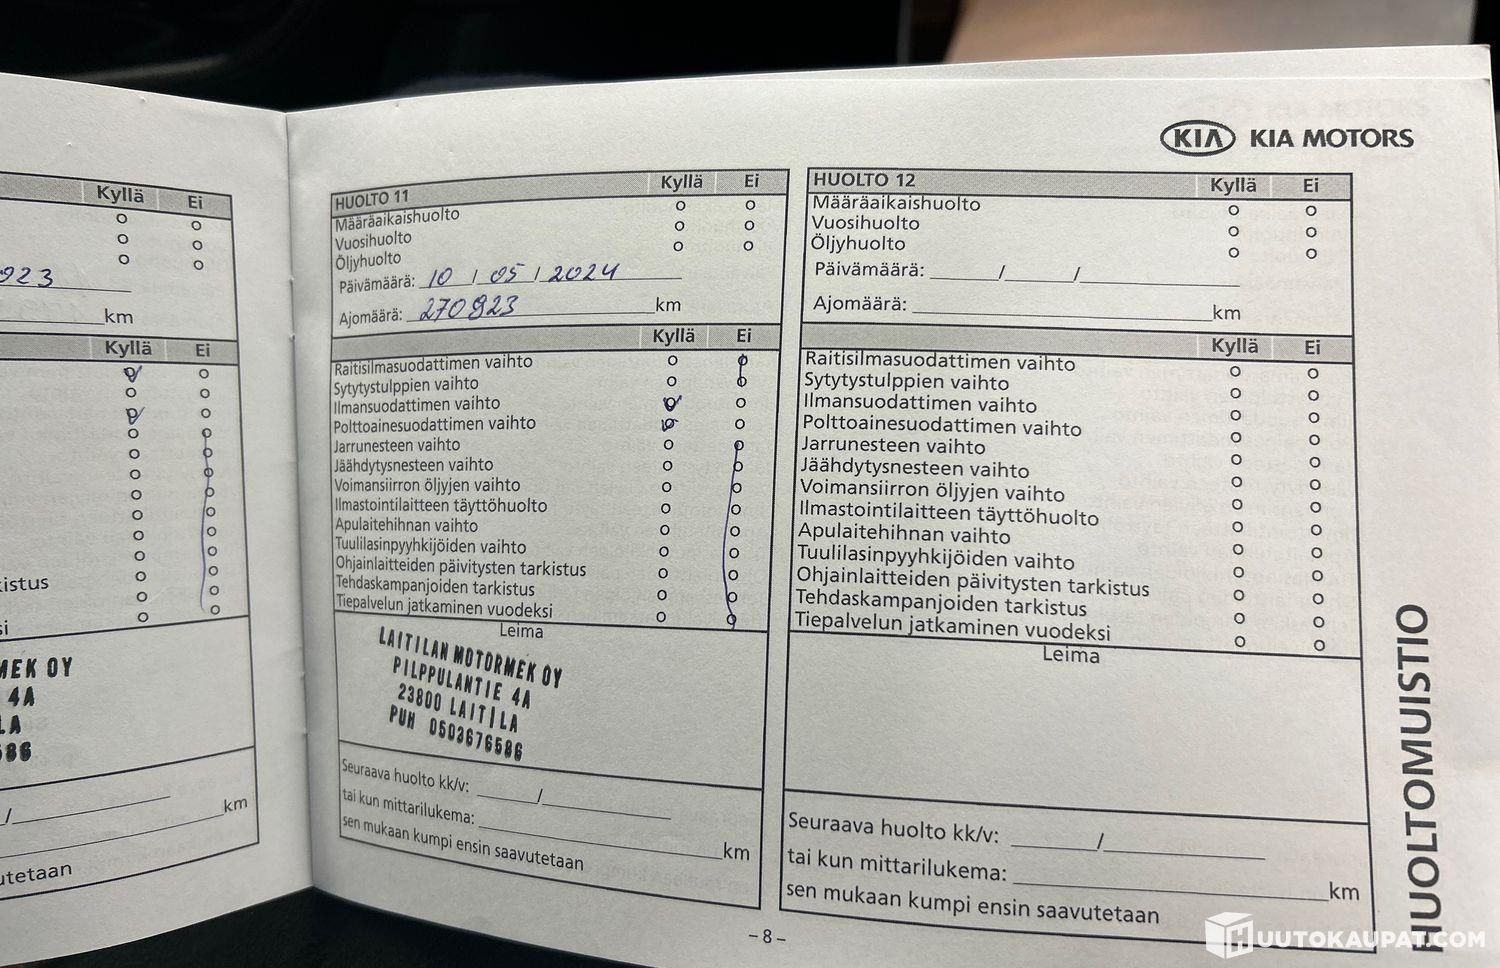 Kyllä Ei
923
km
Kyllä Ei
kistus
si
MEK OY
4A
LA
586
/
km
utetaan
HUOLTO 11 Kyllä Ei
Määräaikaishuolto
Vuosihuolto
Öljyhuolto
Päivämäärä: 10 / 05 / 2024
Ajomäärä: 270923 km
Kyllä Ei
Raitisilmasuodattimen vaihto
Sytytystulppien vaihto
Ilmansuodattimen vaihto
Polttoainesuodattimen vaihto
Jarrunesteen vaihto
Jäähdytysnesteen vaihto
Voimansiirron öljyjen vaihto
Ilmastointilaitteen täyttöhuolto
Apulaitehihnan vaihto
Tuulilasinpyyhkijöiden vaihto
Ohjainlaitteiden päivitysten tarkistus
Tehdaskampanjoiden tarkistus
Tiepalvelun jatkaminen vuodeksi
Leima
LAITILAN MOTORMEK OY
PILPPULANTIE 4A
23800 LAITILA
PUH 0503676586
Seuraava huolto kk/v: /
tai kun mittarilukema: km
sen mukaan kumpi ensin saavutetaan
KIA KIA MOTORS
HUOLTO 12 Kyllä Ei
Määräaikaishuolto
Vuosihuolto
Öljyhuolto
Päivämäärä: / /
Ajomäärä: km
Kyllä Ei
Raitisilmasuodattimen vaihto
Sytytystulppien vaihto
Ilmansuodattimen vaihto
Polttoainesuodattimen vaihto
Jarrunesteen vaihto
Jäähdytysnesteen vaihto
Voimansiirron öljyjen vaihto
Ilmastointilaitteen täyttöhuolto
Apulaitehihnan vaihto
Tuulilasinpyyhkijöiden vaihto
Ohjainlaitteiden päivitysten tarkistus
Tehdaskampanjoiden tarkistus
Tiepalvelun jatkaminen vuodeksi
Leima
Seuraava huolto kk/v: /
tai kun mittarilukema: km
sen mukaan kumpi ensin saavutetaan
HUOLTOMUISTIO
– 8 –
HUUTOKAUPAT.COM